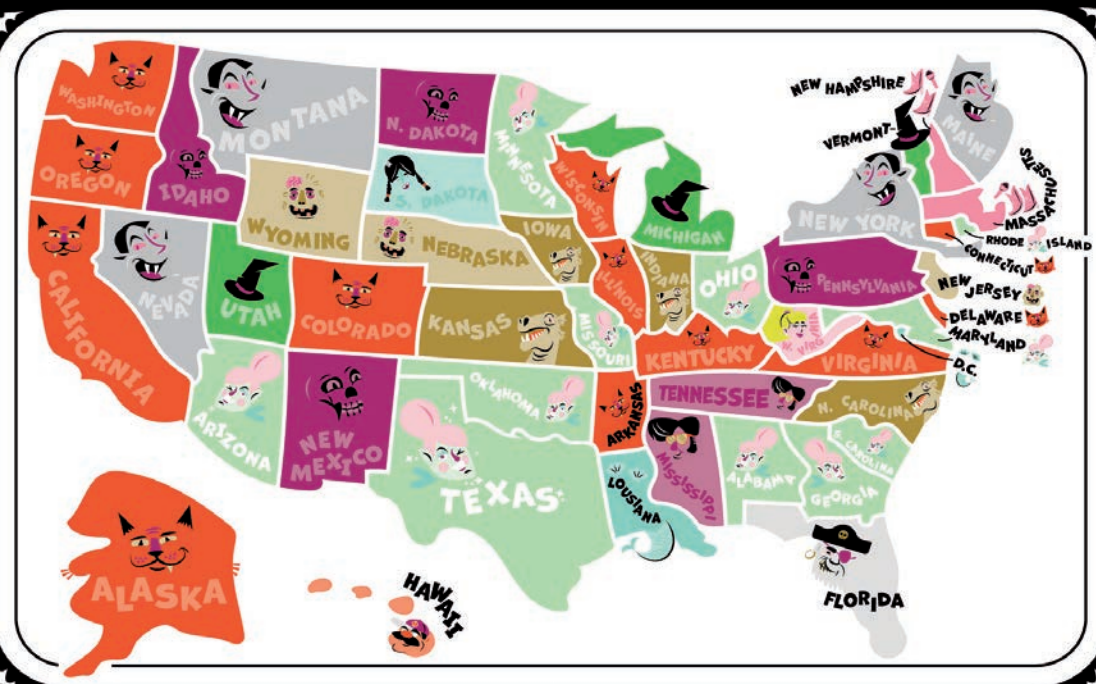 WASHINGTON
OREGON
CALIFORNIA
IDAHO
NEVADA
MONTANA
WYOMING
UTAH
COLORADO
ARIZONA
NEW
MEXICO
N. DAKOTA
S. DAKOTA
NEBRASKA
KANSAS
OKLAHOMA
TEXAS
MINNESOTA
IOWA
MISSOURI
ARKANSAS
LOUSIANA
WISCONSIN
ILLINOIS
MICHIGAN
INDIANA
OHIO
KENTUCKY
TENNESSEE
MISSISSIPPI
ALABAMA
GEORGIA
FLORIDA
S. CAROLINA
N. CAROLINA
VIRGINIA
W. VIRGINIA
PENNSYLVANIA
NEW YORK
VERMONT
NEW HAMPSHIRE
MAINE
MASSACHUSETTS
RHODE ISLAND
CONNECTICUT
NEW
JERSEY
DELAWARE
MARYLAND
D.C.
ALASKA
HAWAII